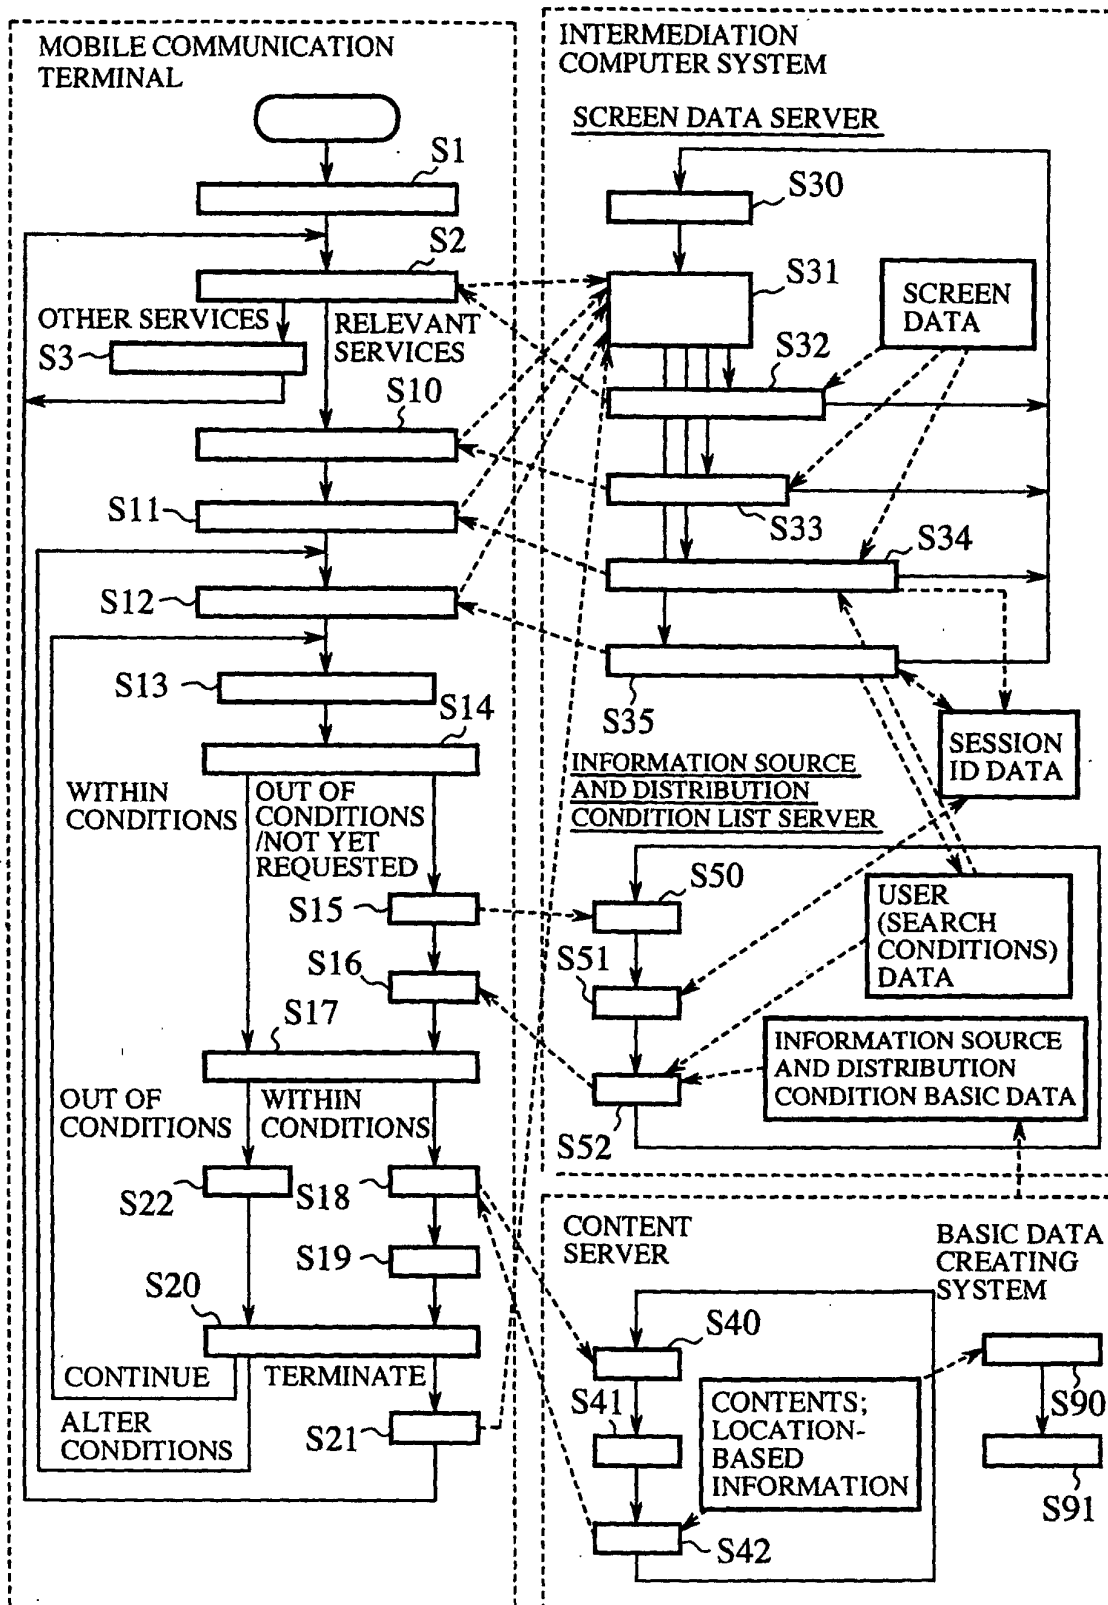 MOBILE COMMUNICATION
TERMINAL
S1
S2
OTHER SERVICES
RELEVANT
SERVICES
S3
S10
S11
S12
S13
S14
WITHIN
CONDITIONS
OUT OF
CONDITIONS
/NOT YET
REQUESTED
S15
S16
S17
OUT OF
CONDITIONS
WITHIN
CONDITIONS
S22
S18
S19
S20
CONTINUE
TERMINATE
ALTER
CONDITIONS
S21
INTERMEDIATION
COMPUTER SYSTEM
SCREEN DATA SERVER
S30
S31
SCREEN
DATA
S32
S33
S34
S35
SESSION
ID DATA
INFORMATION SOURCE
AND DISTRIBUTION
CONDITION LIST SERVER
S50
USER
(SEARCH
CONDITIONS)
DATA
S51
INFORMATION SOURCE
AND DISTRIBUTION
CONDITION BASIC DATA
S52
CONTENT
SERVER
BASIC DATA
CREATING
SYSTEM
S40
S41
CONTENTS;
LOCATION-
BASED
INFORMATION
S90
S42
S91